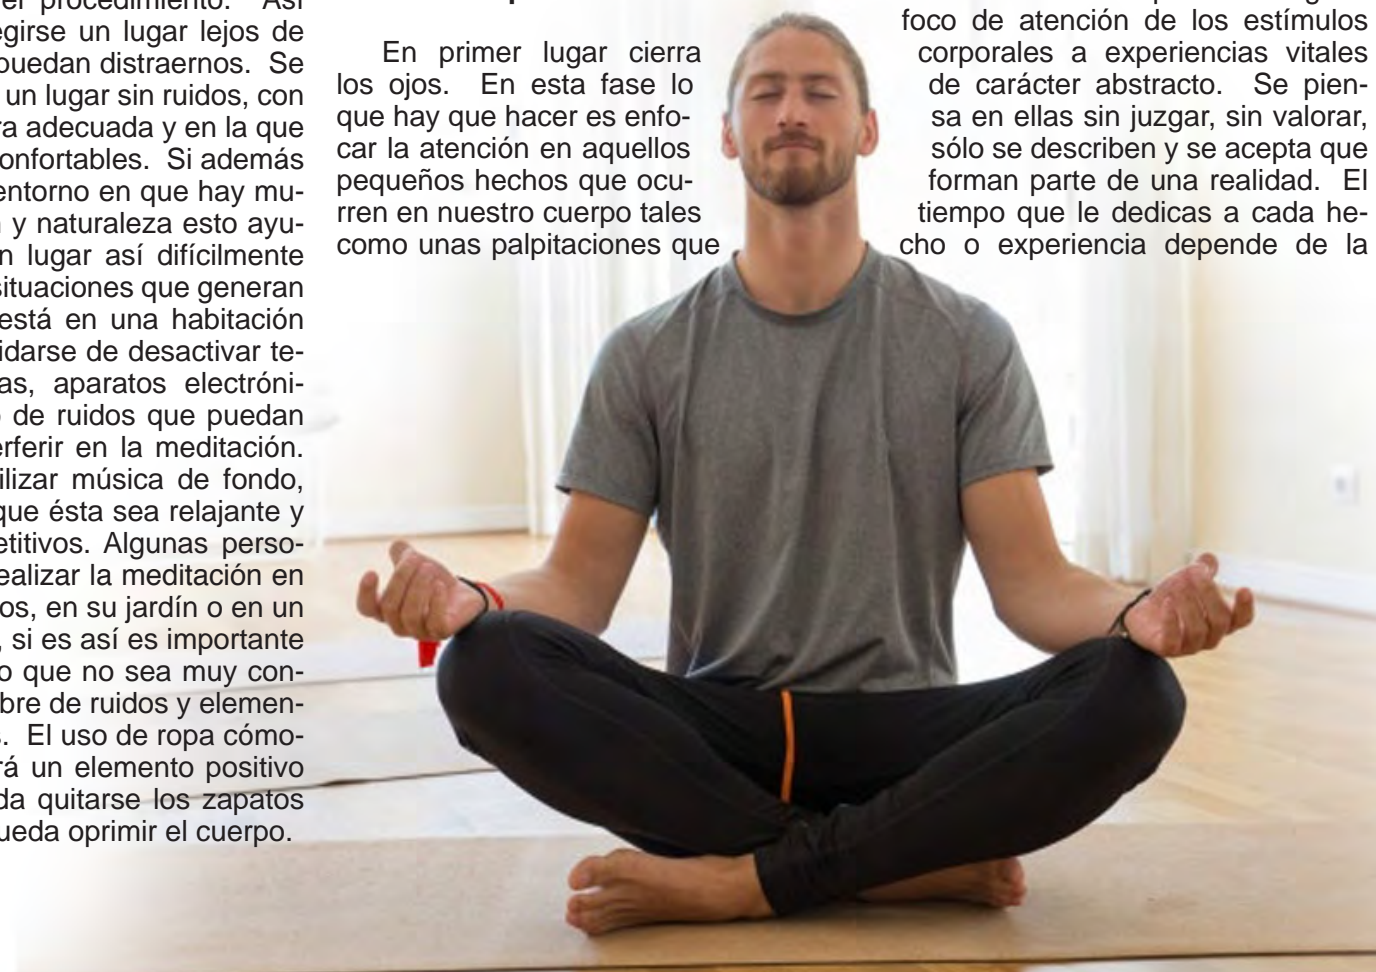 el procedimiento. Así
egirse un lugar lejos de
puedan distraernos. Se
un lugar sin ruidos, con
ra adecuada y en la que
onfortables. Si además
entorno en que hay mu-
y naturaleza esto ayu-
n lugar así difícilmente
situaciones que generan
está en una habitación
idarse de desactivar te-
as, aparatos electróni-
de ruidos que puedan
erferir en la meditación.
ilizar música de fondo,
que ésta sea relajante y
etitivos. Algunas perso-
ealizar la meditación en
os, en su jardín o en un
, si es así es importante
o que no sea muy con-
bre de ruidos y elemen-
s. El uso de ropa cómo-
rá un elemento positivo
da quitarse los zapatos
ueda oprimir el cuerpo.
En primer lugar cierra
los ojos. En esta fase lo
que hay que hacer es enfo-
car la atención en aquellos
pequeños hechos que ocu-
rren en nuestro cuerpo tales
como unas palpitaciones que
foco de atención de los estímulos
corporales a experiencias vitales
de carácter abstracto. Se pien-
sa en ellas sin juzgar, sin valorar,
sólo se describen y se acepta que
forman parte de una realidad. El
tiempo que le dedicas a cada he-
cho o experiencia depende de la